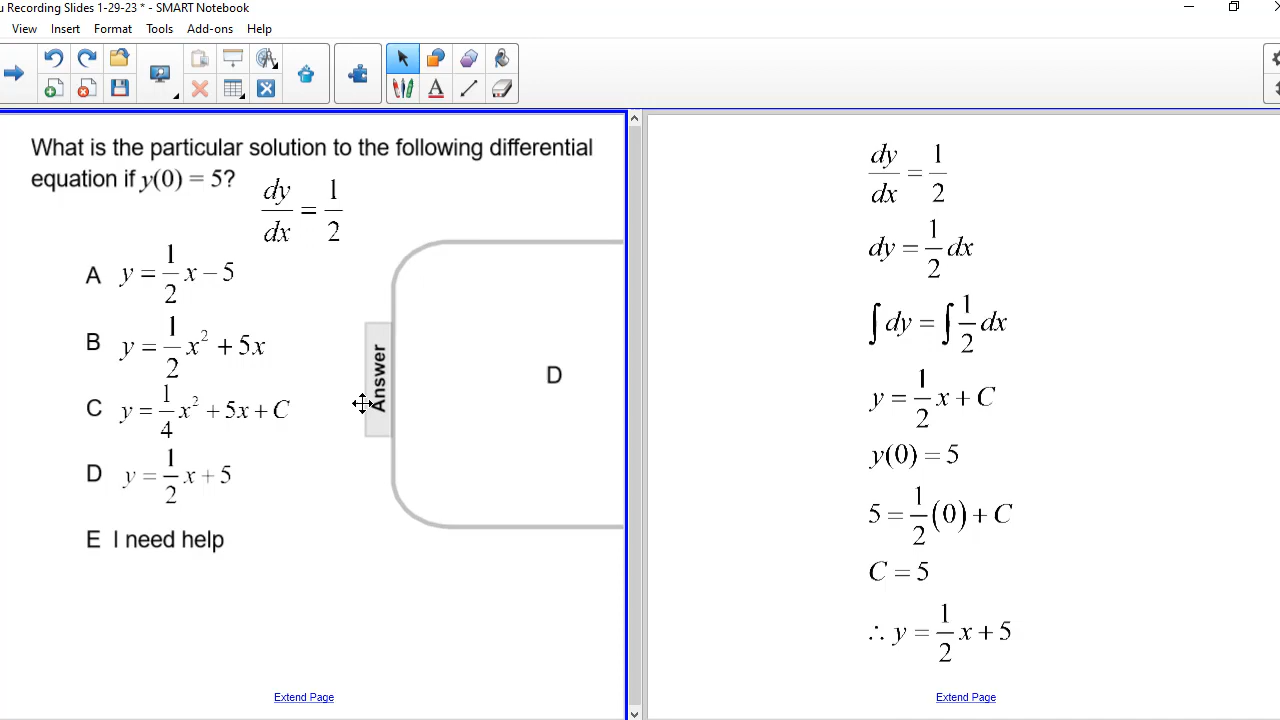 u Recording Slides 1-29-23 * - SMART Notebook
View Insert Format Tools Add-ons Help
What is the particular solution to the following differential
equation if y(0) = 5?
dy/dx = 1/2
A y = 1/2 x − 5
B y = 1/2 x² + 5x
C y = 1/4 x² + 5x + C
D y = 1/2 x + 5
E I need help
Answer
D
Extend Page
dy/dx = 1/2
dy = 1/2 dx
∫ dy = ∫ 1/2 dx
y = 1/2 x + C
y(0) = 5
5 = 1/2 (0) + C
C = 5
∴ y = 1/2 x + 5
Extend Page